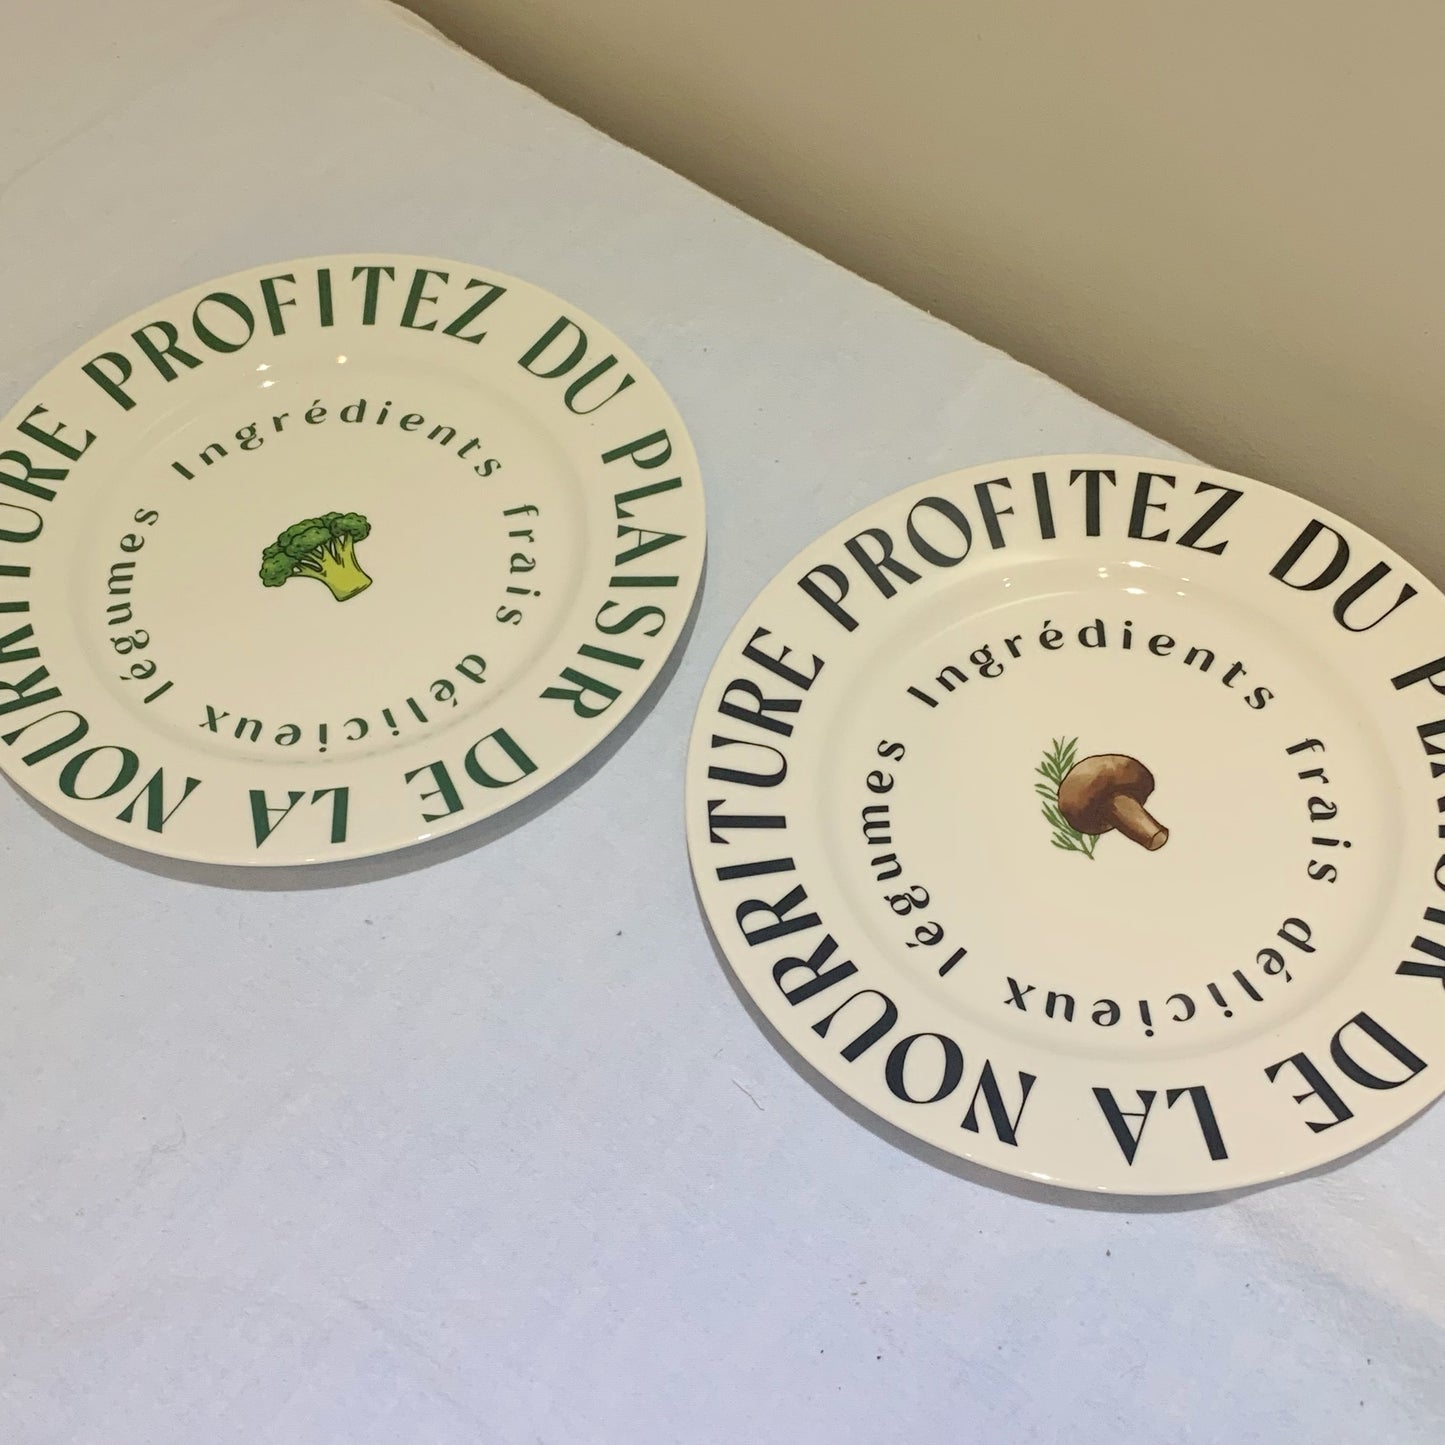 PROFITEZ DU PLAISIR DE LA NOURRITURE
Ingrédients frais délicieux légumes
PROFITEZ DU PLAISIR DE LA NOURRITURE
Ingrédients frais délicieux légumes